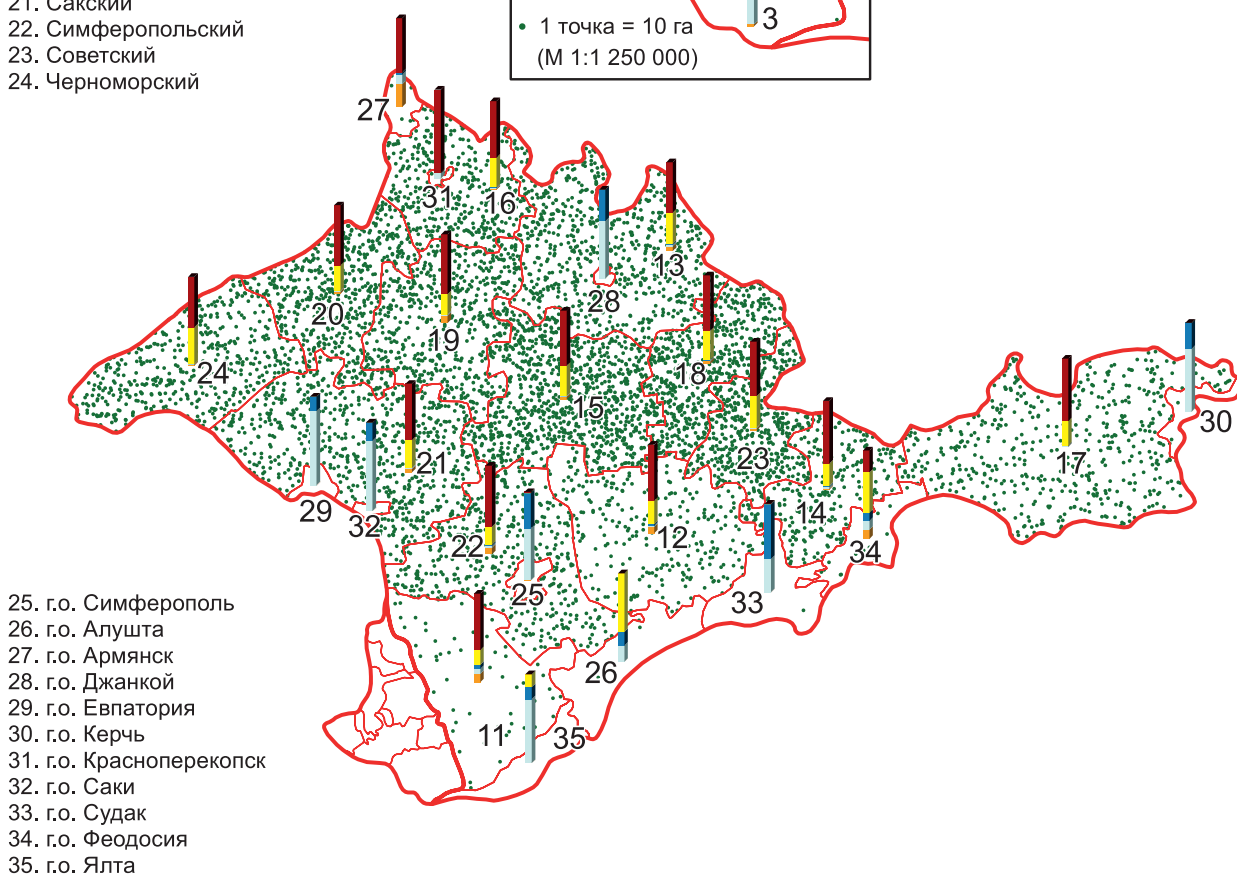 21. Сакский
22. Симферопольский
23. Советский
24. Черноморский
3
• 1 точка = 10 га
(М 1:1 250 000)
27
31
16
13
28
20
19
24
18
15
30
17
21
23
29
32
14
12
22
34
25
33
26
11
35
25. г.о. Симферополь
26. г.о. Алушта
27. г.о. Армянск
28. г.о. Джанкой
29. г.о. Евпатория
30. г.о. Керчь
31. г.о. Красноперекопск
32. г.о. Саки
33. г.о. Судак
34. г.о. Феодосия
35. г.о. Ялта